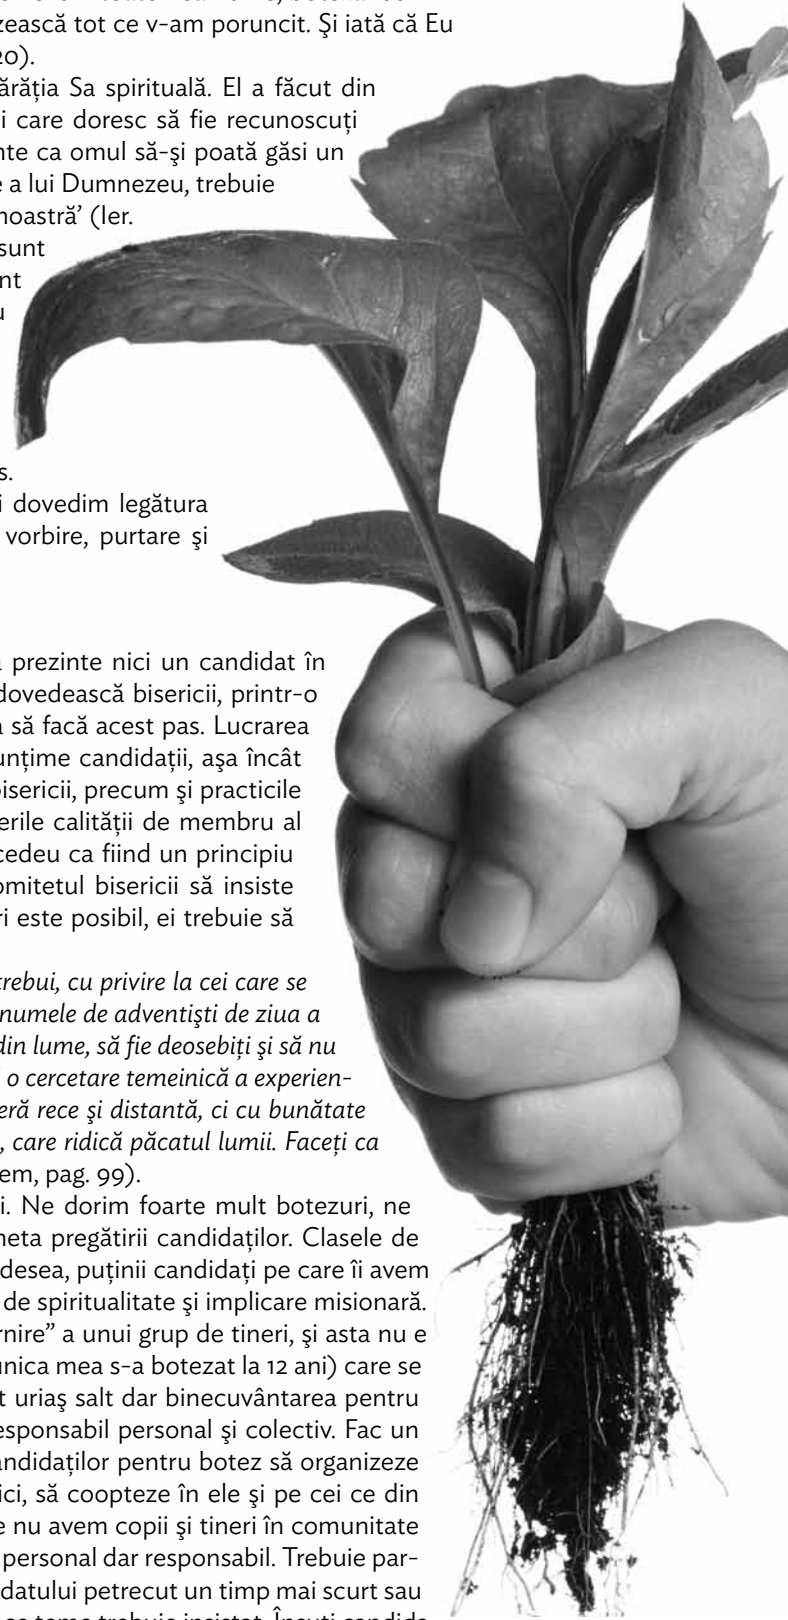 zească tot ce v-am poruncit. Şi iată că Eu
20).
ărăţia Sa spirituală. El a făcut din
i care doresc să fie recunoscuţi
nte ca omul să-şi poată găsi un
e a lui Dumnezeu, trebuie
noastră’ (Ier.
sunt
nt
u
s.
i dovedim legătura
vorbire, purtare şi
prezinte nici un candidat în
dovedească bisericii, printr-o
să facă acest pas. Lucrarea
unţime candidaţii, aşa încât
bisericii, precum şi practicile
erile calităţii de membru al
cedeu ca fiind un principiu
omitetul bisericii să insiste
ri este posibil, ei trebuie să
trebui, cu privire la cei care se
numele de adventişti de ziua a
din lume, să fie deosebiţi şi să nu
o cercetare temeinică a experien-
eră rece şi distantă, ci cu bunătate
, care ridică păcatul lumii. Faceţi ca
em, pag. 99).
i. Ne dorim foarte mult botezuri, ne
neta pregătirii candidaţilor. Clasele de
desea, puţinii candidaţi pe care îi avem
de spiritualitate şi implicare misionară.
rnire” a unui grup de tineri, şi asta nu e
unica mea s-a botezat la 12 ani) care se
t uriaş salt dar binecuvântarea pentru
esponsabil personal şi colectiv. Fac un
andidaţilor pentru botez să organizeze
ici, să coopteze în ele şi pe cei ce din
e nu avem copii şi tineri în comunitate
personal dar responsabil. Trebuie par-
datului petrecut un timp mai scurt sau
ce teme trebuie insistat. Însuşi candida